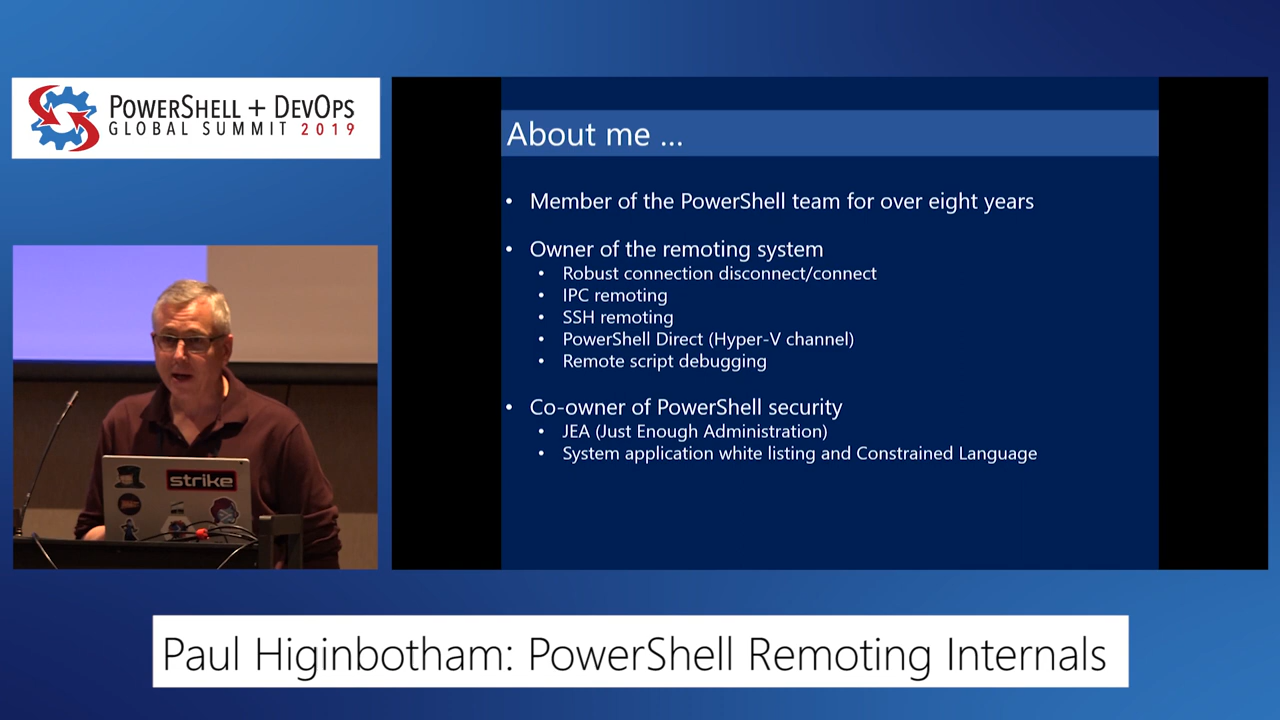 POWERSHELL + DEVOPS
GLOBAL SUMMIT 2019
About me ...
• Member of the PowerShell team for over eight years
• Owner of the remoting system
• Robust connection disconnect/connect
• IPC remoting
• SSH remoting
• PowerShell Direct (Hyper-V channel)
• Remote script debugging
• Co-owner of PowerShell security
• JEA (Just Enough Administration)
• System application white listing and Constrained Language
strike
Paul Higinbotham: PowerShell Remoting Internals